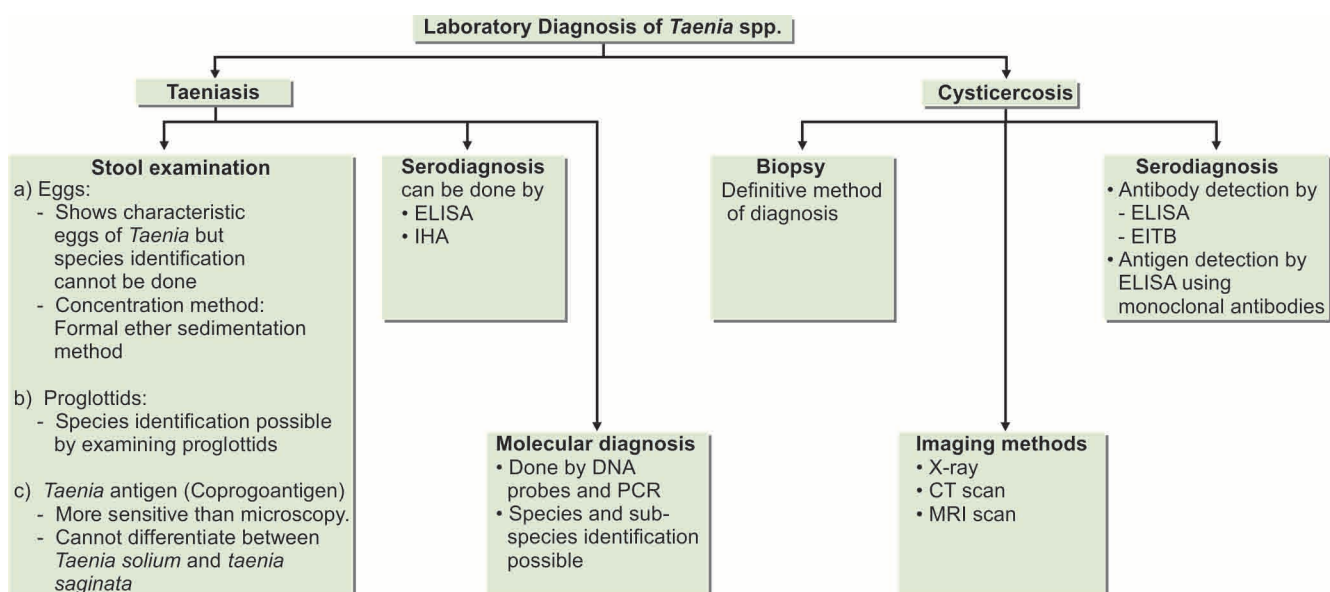 Laboratory Diagnosis of Taenia spp.
Taeniasis
Cysticercosis
Stool examination
a) Eggs:
- Shows characteristic
eggs of Taenia but
species identification
cannot be done
- Concentration method:
Formal ether sedimentation
method
b) Proglottids:
- Species identification possible
by examining proglottids
c) Taenia antigen (Coprogoantigen)
- More sensitive than microscopy.
- Cannot differentiate between
Taenia solium and taenia
saginata
Serodiagnosis
can be done by
• ELISA
• IHA
Molecular diagnosis
• Done by DNA
probes and PCR
• Species and sub-
species identification
possible
Biopsy
Definitive method
of diagnosis
Imaging methods
• X-ray
• CT scan
• MRI scan
Serodiagnosis
• Antibody detection by
- ELISA
- EITB
• Antigen detection by
ELISA using
monoclonal antibodies